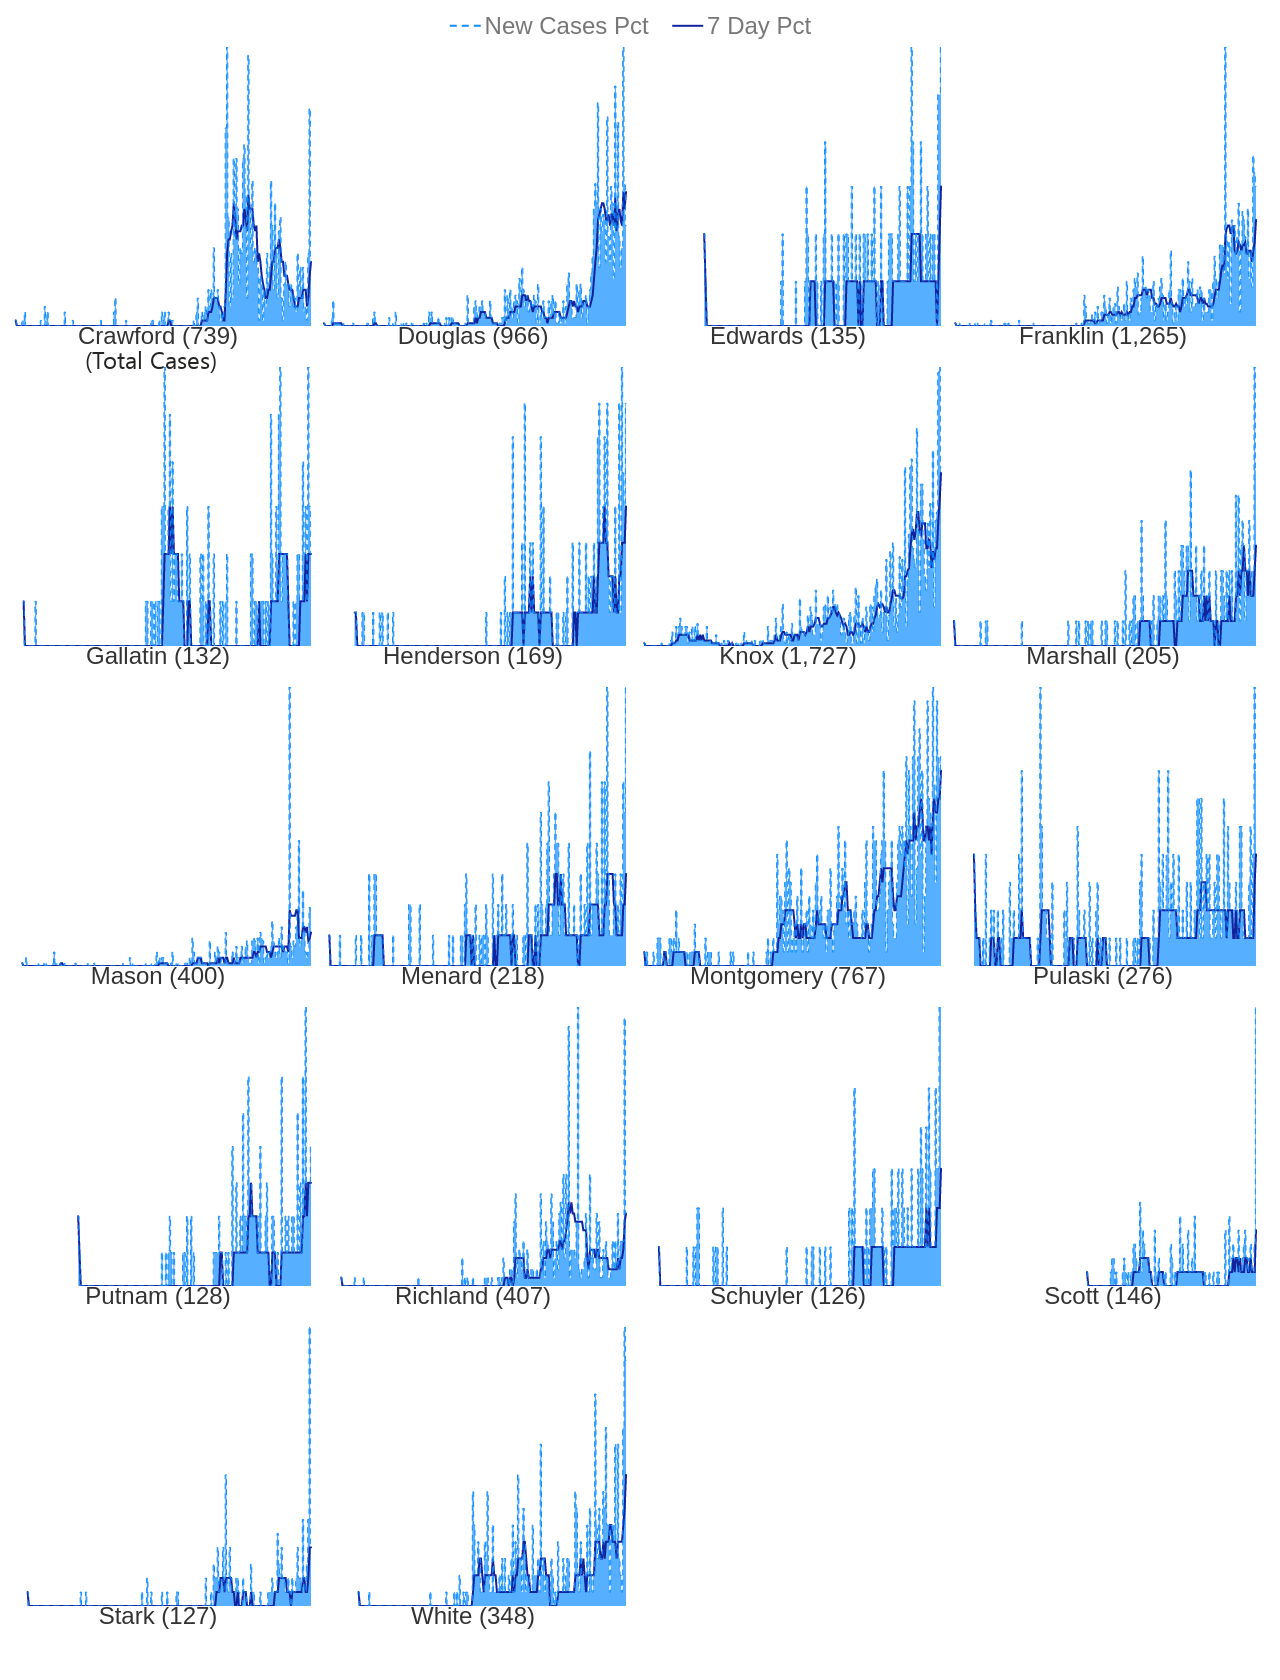 New Cases Pct 7 Day Pct
Crawford (739) Douglas (966) Edwards (135) Franklin (1,265)
(Total Cases)
Gallatin (132) Henderson (169) Knox (1,727) Marshall (205)
Mason (400) Menard (218) Montgomery (767) Pulaski (276)
Putnam (128) Richland (407) Schuyler (126) Scott (146)
Stark (127) White (348)